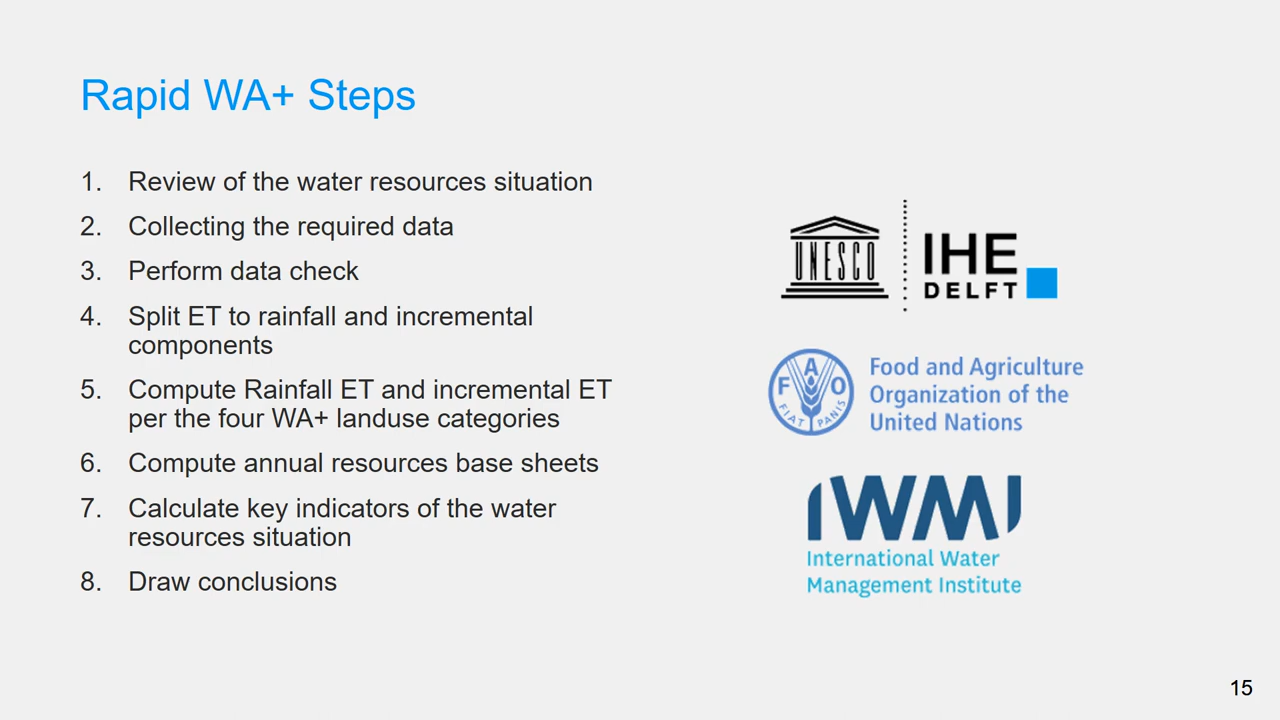 Rapid WA+ Steps
1. Review of the water resources situation
2. Collecting the required data
3. Perform data check
4. Split ET to rainfall and incremental
components
5. Compute Rainfall ET and incremental ET
per the four WA+ landuse categories
6. Compute annual resources base sheets
7. Calculate key indicators of the water
resources situation
8. Draw conclusions
UNESCO
IHE
DELFT
FAO
FIAT PANIS
Food and Agriculture
Organization of the
United Nations
IWMI
International Water
Management Institute
15